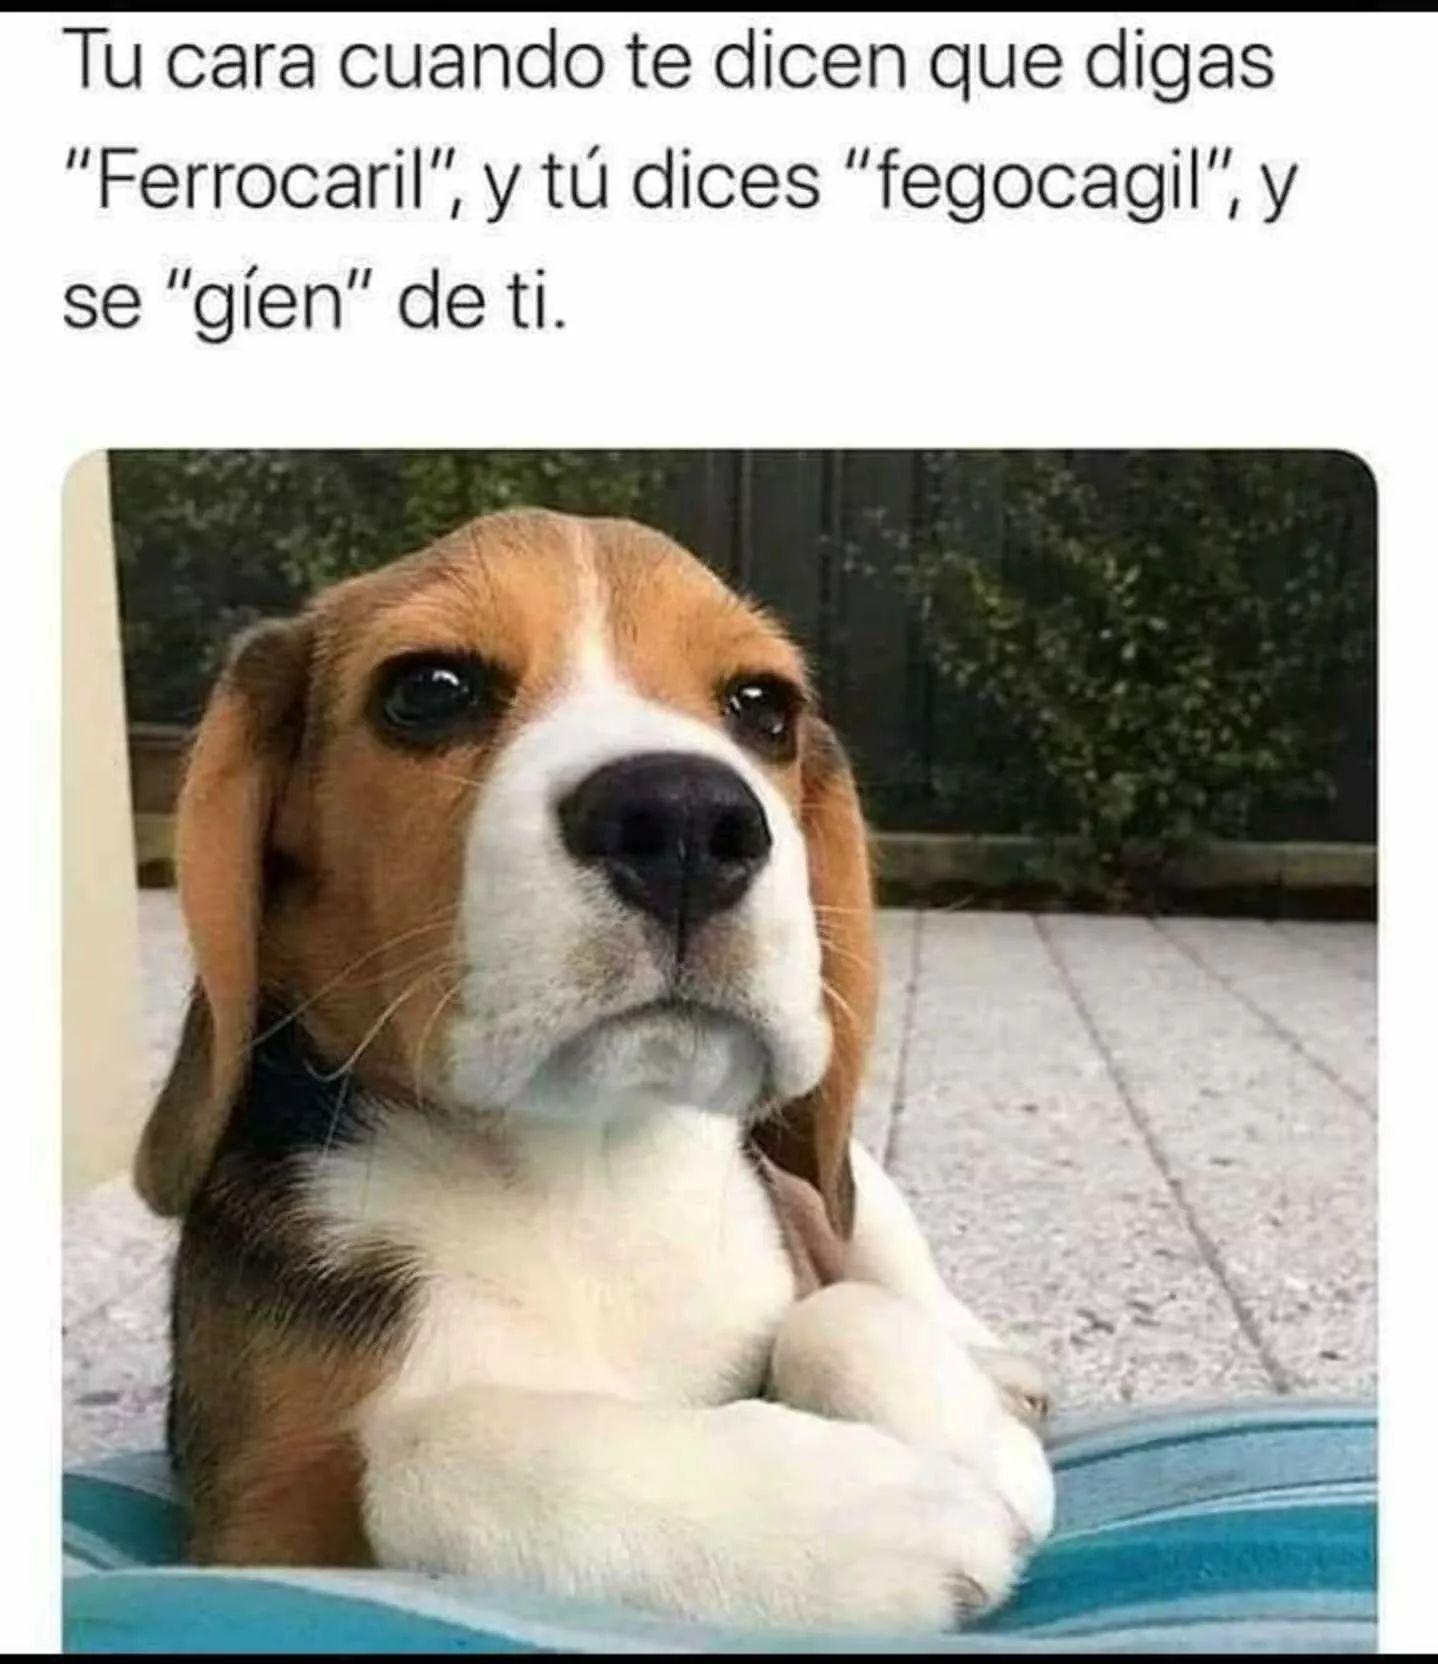 Tu cara cuando te dicen que digas
"Ferrocaril", y tú dices "fegocagil", y
se "gíen" de ti.